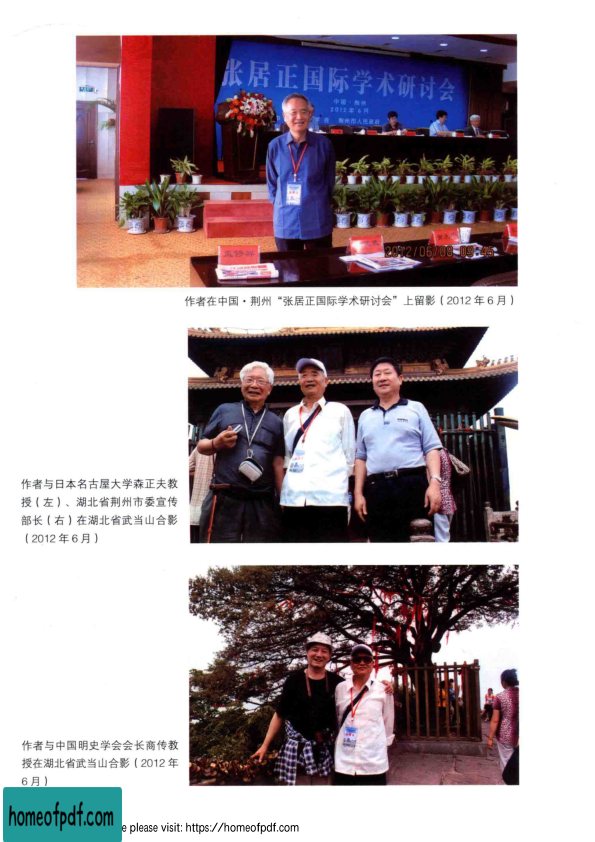 张居正国际学术研讨会
中国·荆州
2012年6月
2012/06/08
作者在中国·荆州“张居正国际学术研讨会”上留影（2012年6月）
作者与日本名古屋大学森正夫教
授（左）、湖北省荆州市委宣传
部长（右）在湖北省武当山合影
（2012年6月）
作者与中国明史学会会长商传教
授在湖北省武当山合影（2012年
6月）
homeofpdf.com
e please visit: https://homeofpdf.com